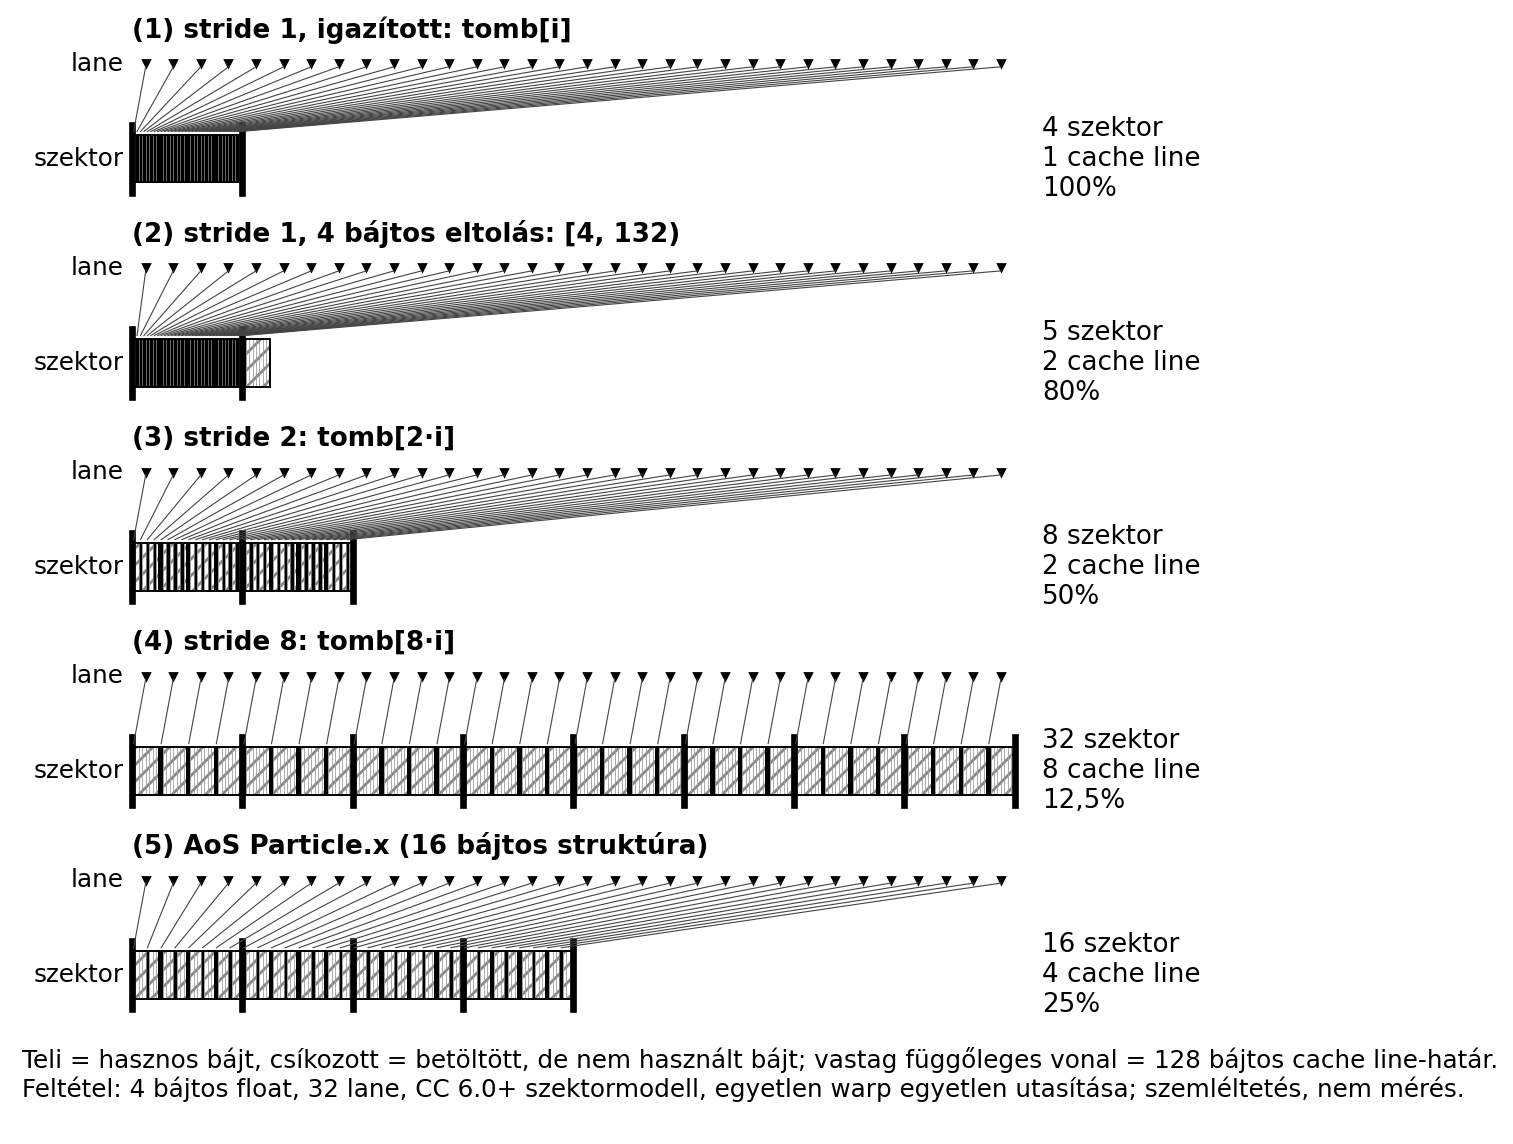 (1) stride 1, igazított: tomb[i]
lane
szektor
4 szektor
1 cache line
100%
(2) stride 1, 4 bájtos eltolás: [4, 132)
lane
szektor
5 szektor
2 cache line
80%
(3) stride 2: tomb[2·i]
lane
szektor
8 szektor
2 cache line
50%
(4) stride 8: tomb[8·i]
lane
szektor
32 szektor
8 cache line
12,5%
(5) AoS Particle.x (16 bájtos struktúra)
lane
szektor
16 szektor
4 cache line
25%
Teli = hasznos bájt, csíkozott = betöltött, de nem használt bájt; vastag függőleges vonal = 128 bájtos cache line-határ.
Feltétel: 4 bájtos float, 32 lane, CC 6.0+ szektormodell, egyetlen warp egyetlen utasítása; szemléltetés, nem mérés.